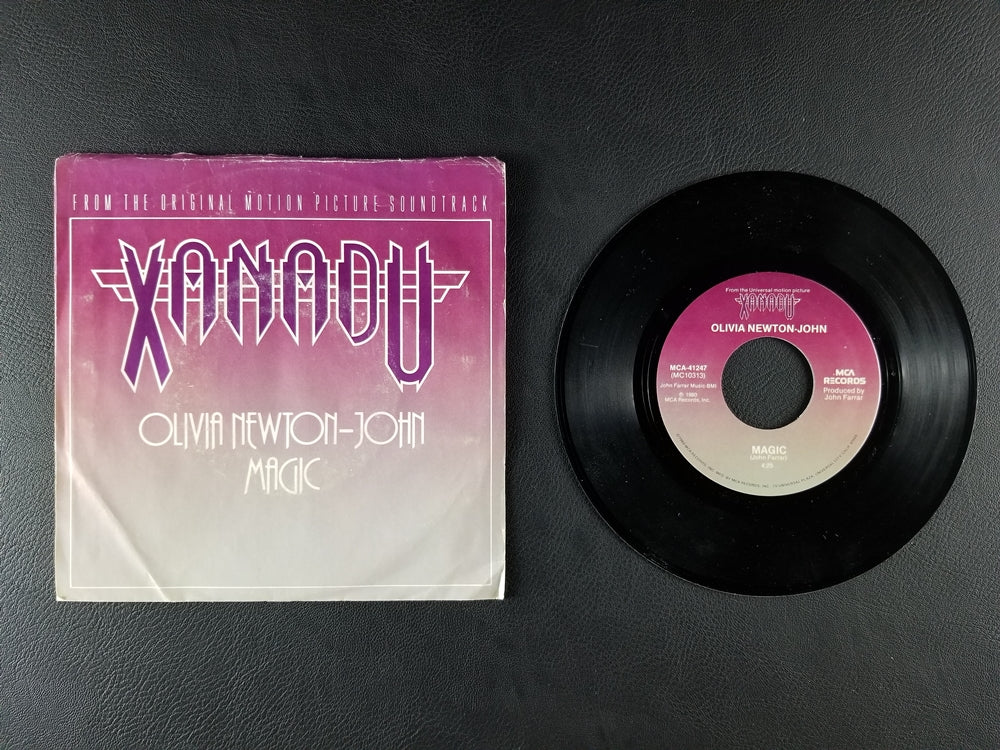 FROM THE ORIGINAL MOTION PICTURE SOUNDTRACK
XANADU
OLIVIA NEWTON-JOHN
MAGIC
From the Universal motion picture
XANADU
OLIVIA NEWTON-JOHN
MCA-41247
(MC10313)
John Farrar Music-BMI
℗ 1980
MCA Records, Inc.
MCA RECORDS
Produced by
John Farrar
MAGIC
(John Farrar)
4:25